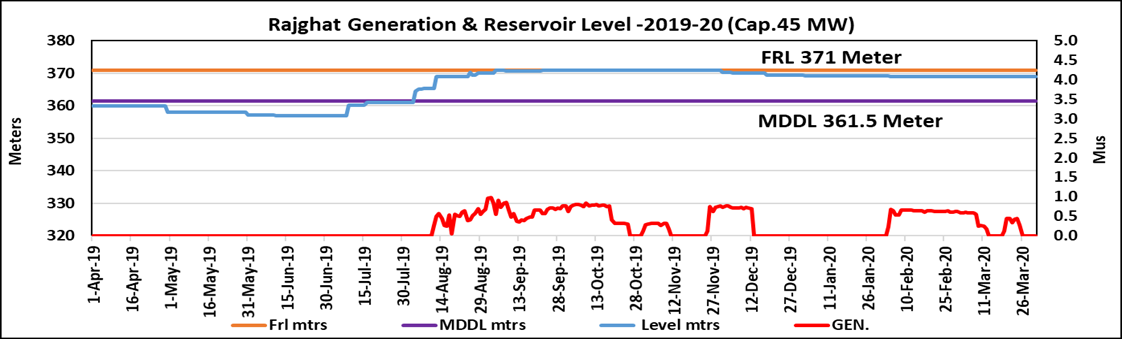 Rajghat Generation & Reservoir Level -2019-20 (Cap.45 MW)
380
370
360
350
340
330
320
Meters
5.0
4.5
4.0
3.5
3.0
2.5
2.0
1.5
1.0
0.5
0.0
Mus
FRL 371 Meter
MDDL 361.5 Meter
1-Apr-19
16-Apr-19
1-May-19
16-May-19
31-May-19
15-Jun-19
30-Jun-19
15-Jul-19
30-Jul-19
14-Aug-19
29-Aug-19
13-Sep-19
28-Sep-19
13-Oct-19
28-Oct-19
12-Nov-19
27-Nov-19
12-Dec-19
27-Dec-19
11-Jan-20
26-Jan-20
10-Feb-20
25-Feb-20
11-Mar-20
26-Mar-20
Frl mtrs
MDDL mtrs
Level mtrs
GEN.